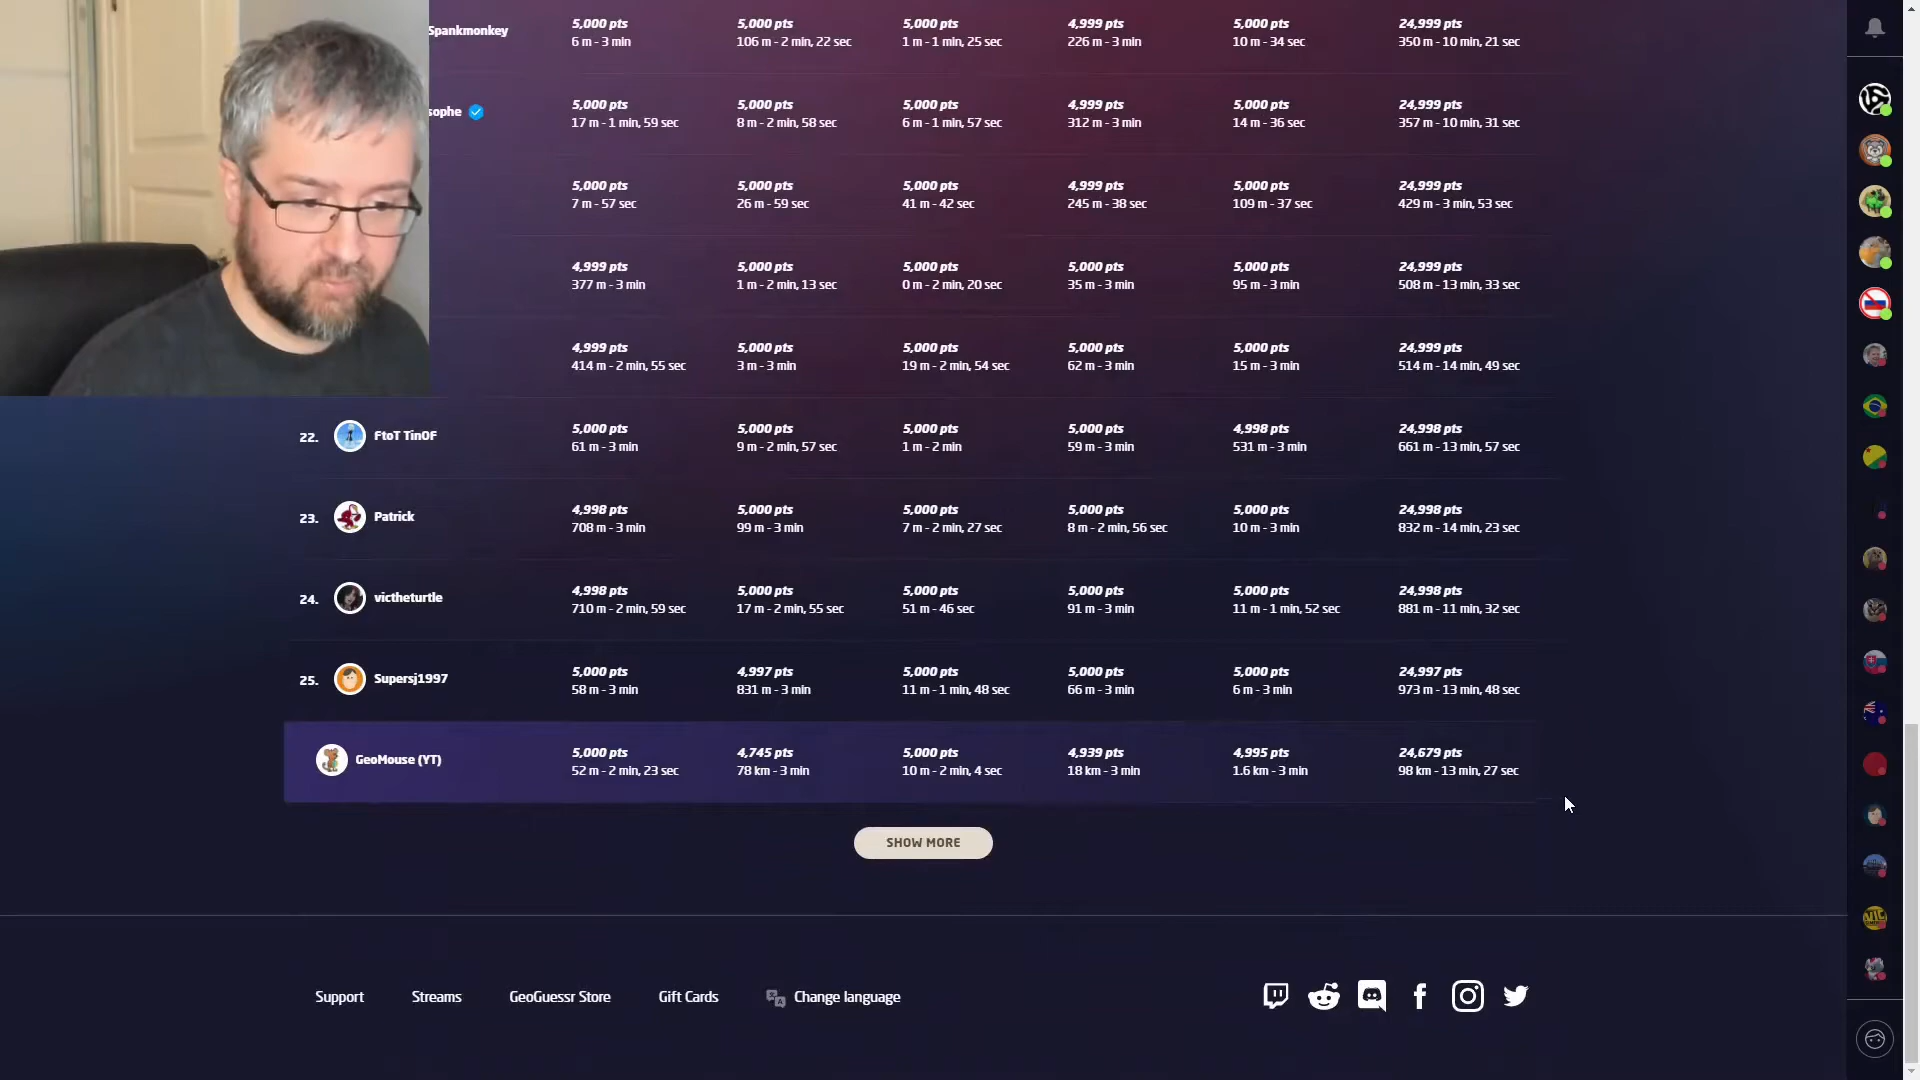 Spankmonkey 5,000 pts 5,000 pts 5,000 pts 4,999 pts 5,000 pts 24,999 pts
6 m - 3 min 106 m - 2 min, 22 sec 1 m - 1 min, 25 sec 226 m - 3 min 10 m - 34 sec 350 m - 10 min, 21 sec
sophe 5,000 pts 5,000 pts 5,000 pts 4,999 pts 5,000 pts 24,999 pts
17 m - 1 min, 59 sec 8 m - 2 min, 58 sec 6 m - 1 min, 57 sec 312 m - 3 min 14 m - 36 sec 357 m - 10 min, 31 sec
5,000 pts 5,000 pts 5,000 pts 4,999 pts 5,000 pts 24,999 pts
7 m - 57 sec 26 m - 59 sec 41 m - 42 sec 245 m - 38 sec 109 m - 37 sec 429 m - 3 min, 53 sec
4,999 pts 5,000 pts 5,000 pts 5,000 pts 5,000 pts 24,999 pts
377 m - 3 min 1 m - 2 min, 13 sec 0 m - 2 min, 20 sec 35 m - 3 min 95 m - 3 min 508 m - 13 min, 33 sec
4,999 pts 5,000 pts 5,000 pts 5,000 pts 5,000 pts 24,999 pts
414 m - 2 min, 55 sec 3 m - 3 min 19 m - 2 min, 54 sec 62 m - 3 min 15 m - 3 min 514 m - 14 min, 49 sec
22. FtoT TinOF 5,000 pts 5,000 pts 5,000 pts 5,000 pts 4,998 pts 24,998 pts
61 m - 3 min 9 m - 2 min, 57 sec 1 m - 2 min 59 m - 3 min 531 m - 3 min 661 m - 13 min, 57 sec
23. Patrick 4,998 pts 5,000 pts 5,000 pts 5,000 pts 5,000 pts 24,998 pts
708 m - 3 min 99 m - 3 min 7 m - 2 min, 27 sec 8 m - 2 min, 56 sec 10 m - 3 min 832 m - 14 min, 23 sec
24. victheturtle 4,998 pts 5,000 pts 5,000 pts 5,000 pts 5,000 pts 24,998 pts
710 m - 2 min, 59 sec 17 m - 2 min, 55 sec 51 m - 46 sec 91 m - 3 min 11 m - 1 min, 52 sec 881 m - 11 min, 32 sec
25. Supersj1997 5,000 pts 4,997 pts 5,000 pts 5,000 pts 5,000 pts 24,997 pts
58 m - 3 min 831 m - 3 min 11 m - 1 min, 48 sec 66 m - 3 min 6 m - 3 min 973 m - 13 min, 48 sec
GeoMouse (YT) 5,000 pts 4,745 pts 5,000 pts 4,939 pts 4,995 pts 24,679 pts
52 m - 2 min, 23 sec 78 km - 3 min 10 m - 2 min, 4 sec 18 km - 3 min 1.6 km - 3 min 98 km - 13 min, 27 sec
SHOW MORE
Support Streams GeoGuessr Store Gift Cards Change language